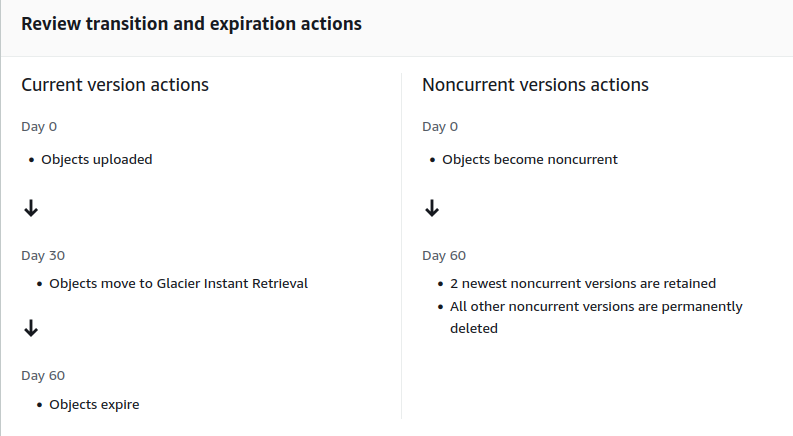 Review transition and expiration actions
Current version actions
Day 0
• Objects uploaded
Day 30
• Objects move to Glacier Instant Retrieval
Day 60
• Objects expire
Noncurrent versions actions
Day 0
• Objects become noncurrent
Day 60
• 2 newest noncurrent versions are retained
• All other noncurrent versions are permanently
deleted